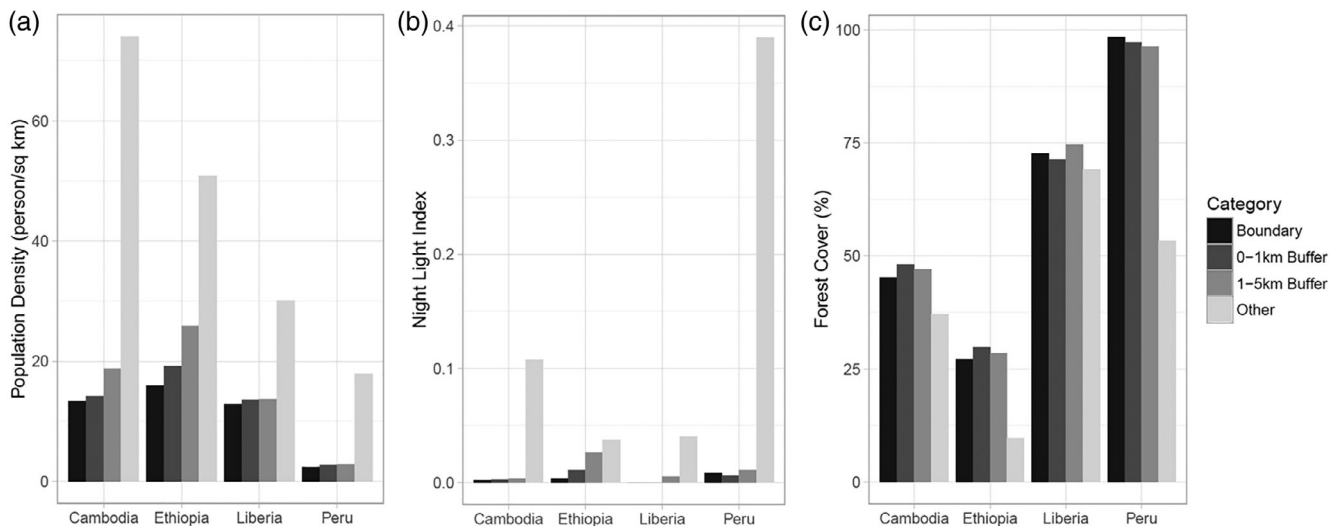 (a)
Population Density (person/sq km)
60
40
20
0
Cambodia Ethiopia Liberia Peru
(b)
Night Light Index
0.4
0.3
0.2
0.1
0.0
Cambodia Ethiopia Liberia Peru
(c)
Forest Cover (%)
100
75
50
25
0
Cambodia Ethiopia Liberia Peru
Category
Boundary
0−1km Buffer
1−5km Buffer
Other